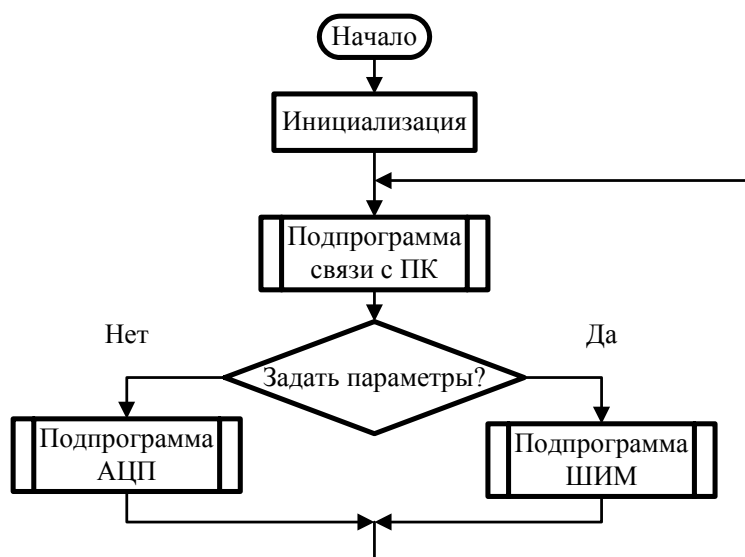 Начало
Инициализация
Подпрограмма
связи с ПК
Нет
Да
Задать параметры?
Подпрограмма
АЦП
Подпрограмма
ШИМ